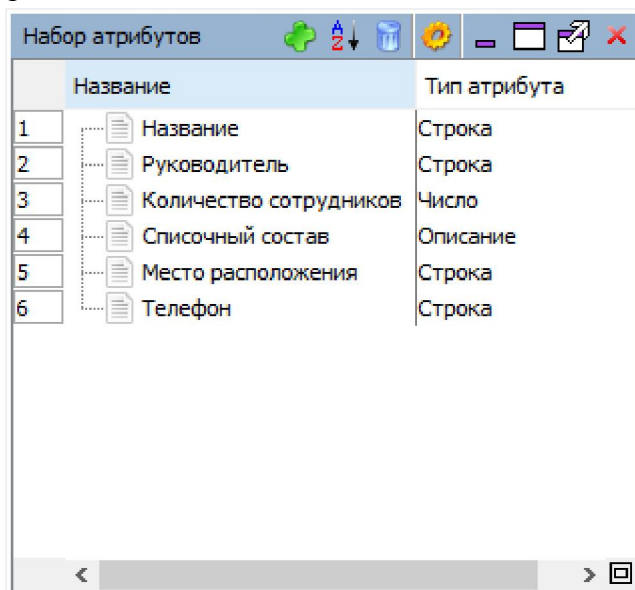 Набор атрибутов
Название Тип атрибута
1 Название Строка
2 Руководитель Строка
3 Количество сотрудников Число
4 Списочный состав Описание
5 Место расположения Строка
6 Телефон Строка